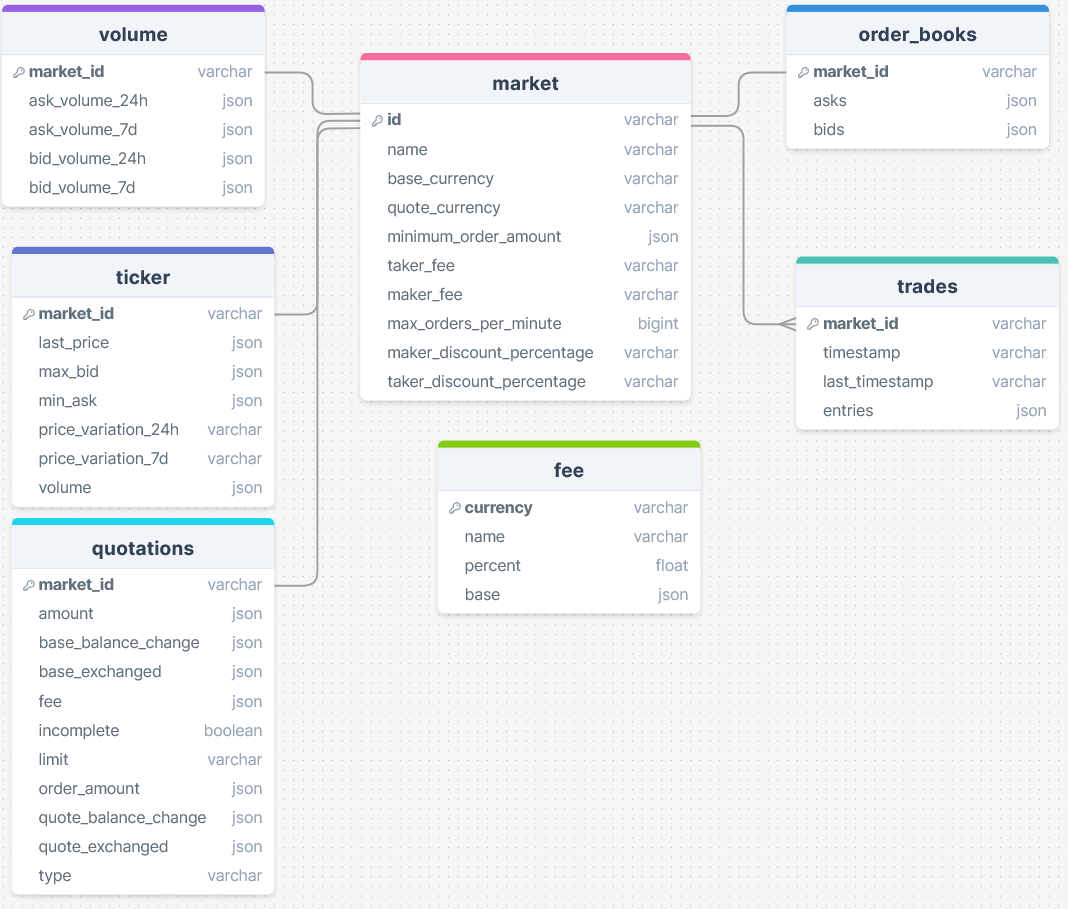 volume
market_id varchar
ask_volume_24h json
ask_volume_7d json
bid_volume_24h json
bid_volume_7d json
ticker
market_id varchar
last_price json
max_bid json
min_ask json
price_variation_24h varchar
price_variation_7d varchar
volume json
quotations
market_id varchar
amount json
base_balance_change json
base_exchanged json
fee json
incomplete boolean
limit varchar
order_amount json
quote_balance_change json
quote_exchanged json
type varchar
market
id varchar
name varchar
base_currency varchar
quote_currency varchar
minimum_order_amount json
taker_fee varchar
maker_fee varchar
max_orders_per_minute bigint
maker_discount_percentage varchar
taker_discount_percentage varchar
fee
currency varchar
name varchar
percent float
base json
order_books
market_id varchar
asks json
bids json
trades
market_id varchar
timestamp varchar
last_timestamp varchar
entries json